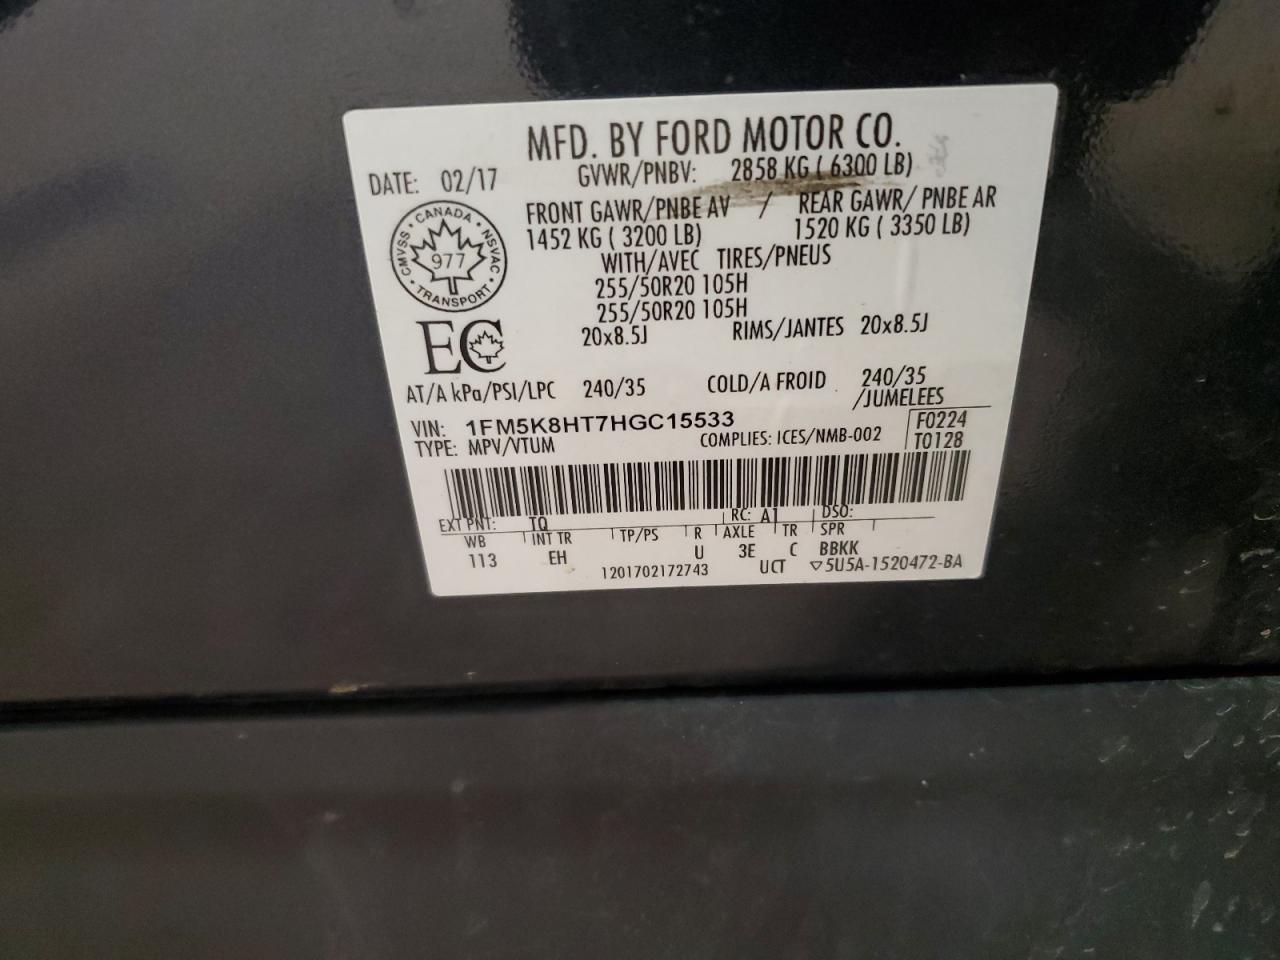 MFD. BY FORD MOTOR CO.
DATE: 02/17
GVWR/PNBV: 2858 KG ( 6300 LB)
FRONT GAWR/PNBE AV / REAR GAWR/ PNBE AR
1452 KG ( 3200 LB) 1520 KG ( 3350 LB)
WITH/AVEC TIRES/PNEUS
255/50R20 105H
255/50R20 105H
20x8.5J RIMS/JANTES 20x8.5J
CANADA
CMVSS · NSVAC
977
TRANSPORT
EC
AT/A kPa/PSI/LPC 240/35 COLD/A FROID 240/35
/JUMELEES
VIN: 1FM5K8HT7HGC15533
TYPE: MPV/VTUM COMPLIES: ICES/NMB-002
F0224
T0128
EXT PNT: TQ RC: A1 DSO:
WB INT TR TP/PS R AXLE TR SPR
113 EH U 3E C BBKK
1201702172743 UCT ▽5U5A-1520472-BA